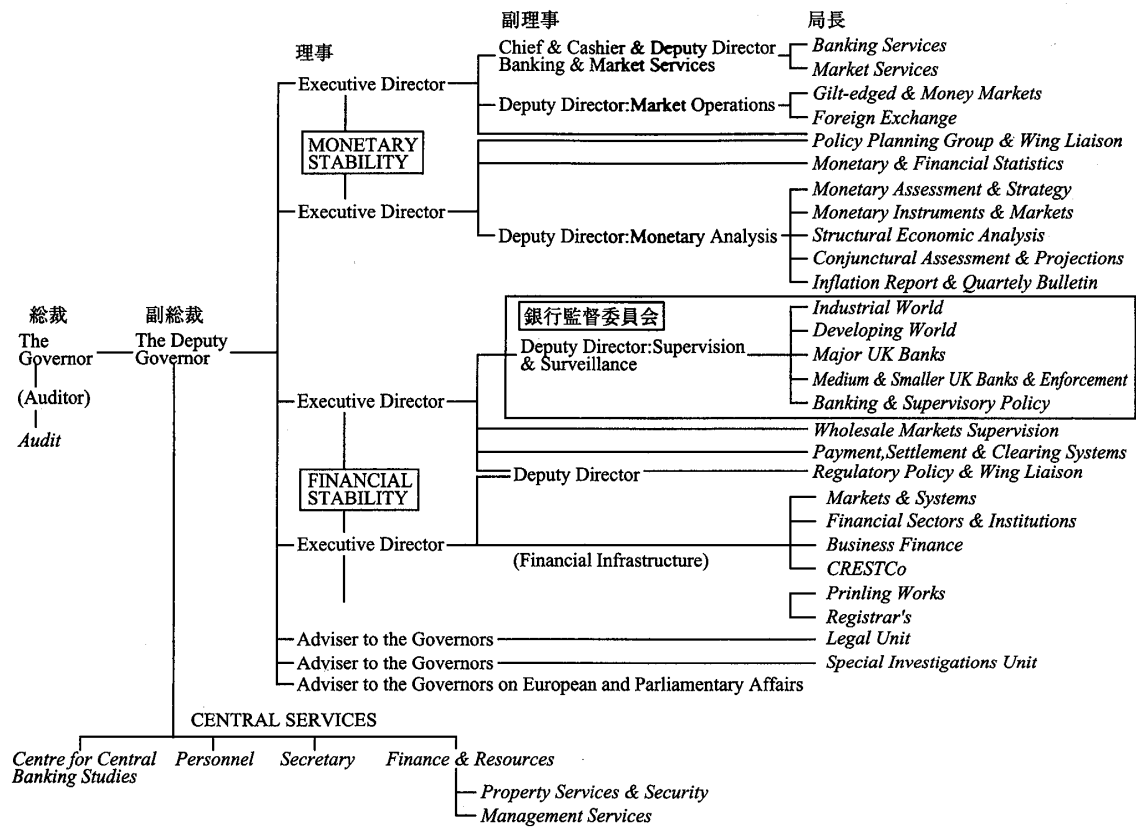 副理事
局長
理事
Chief & Cashier & Deputy Director
Banking & Market Services
Banking Services
Market Services
Executive Director
Deputy Director:Market Operations
Gilt-edged & Money Markets
Foreign Exchange
MONETARY
STABILITY
Policy Planning Group & Wing Liaison
Monetary & Financial Statistics
Executive Director
Deputy Director:Monetary Analysis
Monetary Assessment & Strategy
Monetary Instruments & Markets
Structural Economic Analysis
Conjunctural Assessment & Projections
Inflation Report & Quartely Bulletin
総裁
The
Governor
副総裁
The Deputy
Governor
(Auditor)
Audit
銀行監督委員会
Deputy Director:Supervision
& Surveillance
Industrial World
Developing World
Major UK Banks
Medium & Smaller UK Banks & Enforcement
Banking & Supervisory Policy
Executive Director
Wholesale Markets Supervision
Payment,Settlement & Clearing Systems
Deputy Director
Regulatory Policy & Wing Liaison
FINANCIAL
STABILITY
Executive Director
(Financial Infrastructure)
Markets & Systems
Financial Sectors & Institutions
Business Finance
CRESTCo
Prinling Works
Registrar's
Adviser to the Governors
Legal Unit
Adviser to the Governors
Special Investigations Unit
Adviser to the Governors on European and Parliamentary Affairs
CENTRAL SERVICES
Centre for Central
Banking Studies
Personnel
Secretary
Finance & Resources
Property Services & Security
Management Services